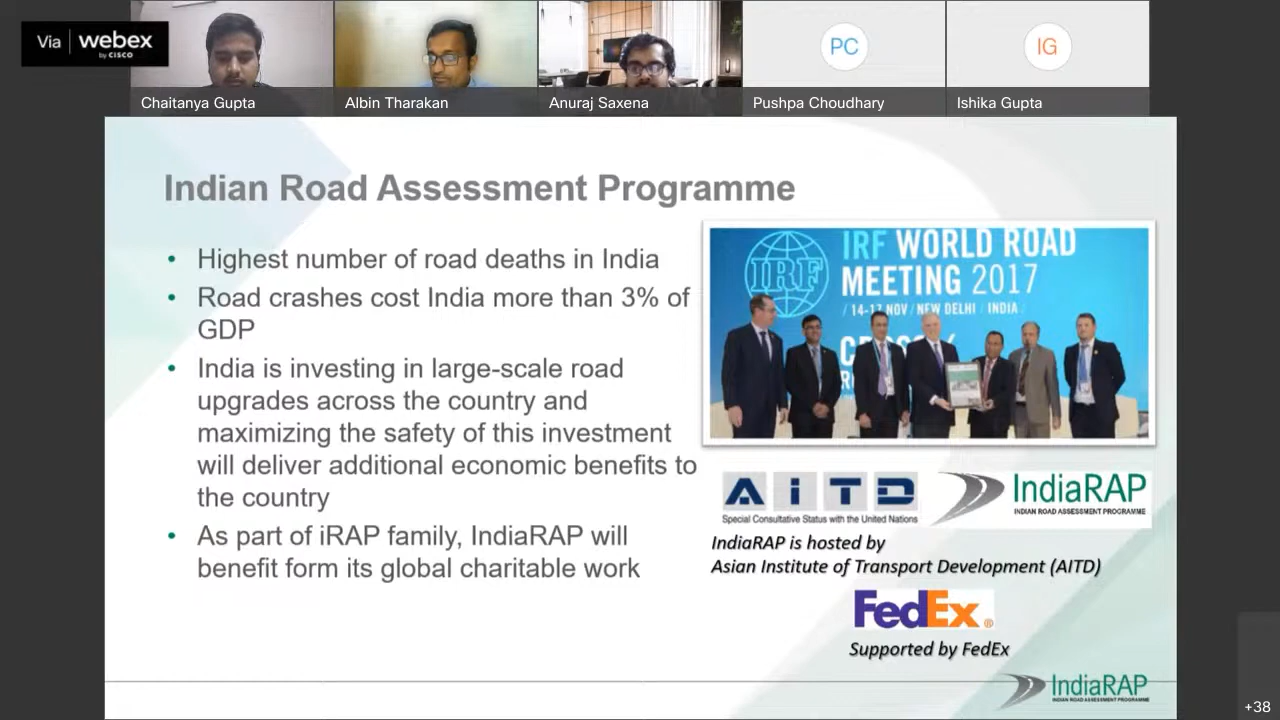 Via webex
by CISCO
Chaitanya Gupta
Albin Tharakan
Anuraj Saxena
PC
Pushpa Choudhary
IG
Ishika Gupta
Indian Road Assessment Programme
• Highest number of road deaths in India
• Road crashes cost India more than 3% of
GDP
• India is investing in large-scale road
upgrades across the country and
maximizing the safety of this investment
will deliver additional economic benefits to
the country
• As part of iRAP family, IndiaRAP will
benefit form its global charitable work
IRF
IRF WORLD ROAD
MEETING 2017
/ 14-17 NOV / NEW DELHI / INDIA
AiTD
Special Consultative Status with the United Nations
IndiaRAP
INDIAN ROAD ASSESSMENT PROGRAMME
IndiaRAP is hosted by
Asian Institute of Transport Development (AITD)
FedEx®
Supported by FedEx
IndiaRAP
INDIAN ROAD ASSESSMENT PROGRAMME
+38